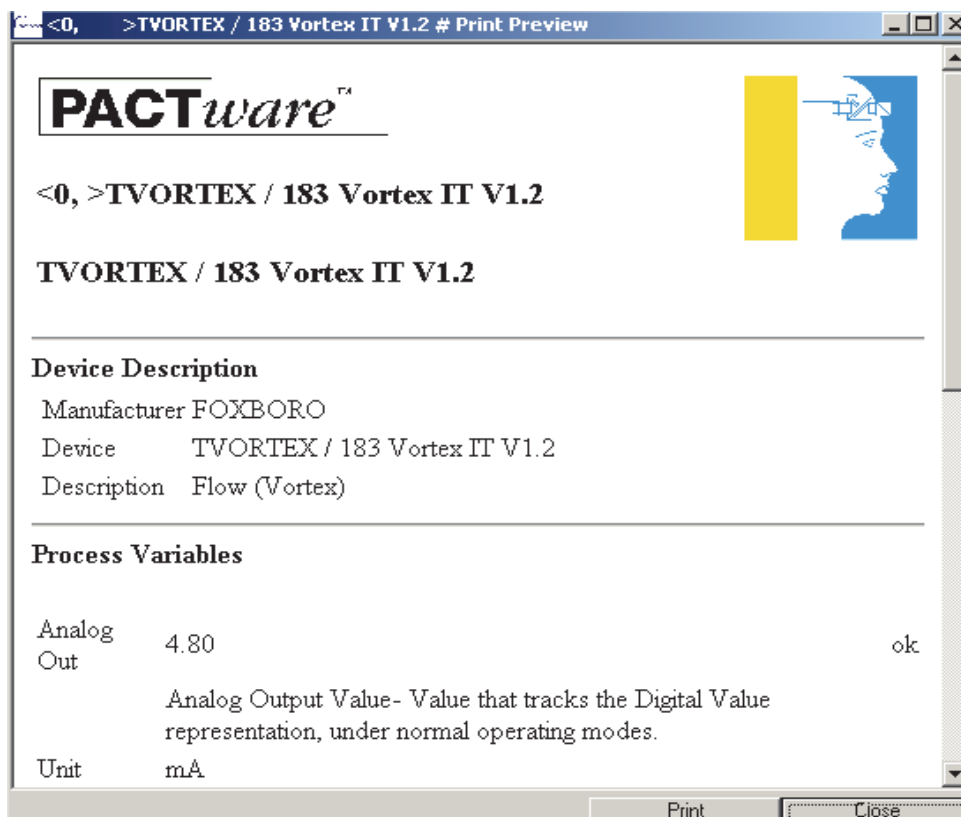 <0, >TVORTEX / 183 Vortex IT V1.2 # Print Preview
PACTware™
<0, >TVORTEX / 183 Vortex IT V1.2
TVORTEX / 183 Vortex IT V1.2
Device Description
Manufacturer FOXBORO
Device TVORTEX / 183 Vortex IT V1.2
Description Flow (Vortex)
Process Variables
Analog Out 4.80 ok
Analog Output Value- Value that tracks the Digital Value
representation, under normal operating modes.
Unit mA
Print Close